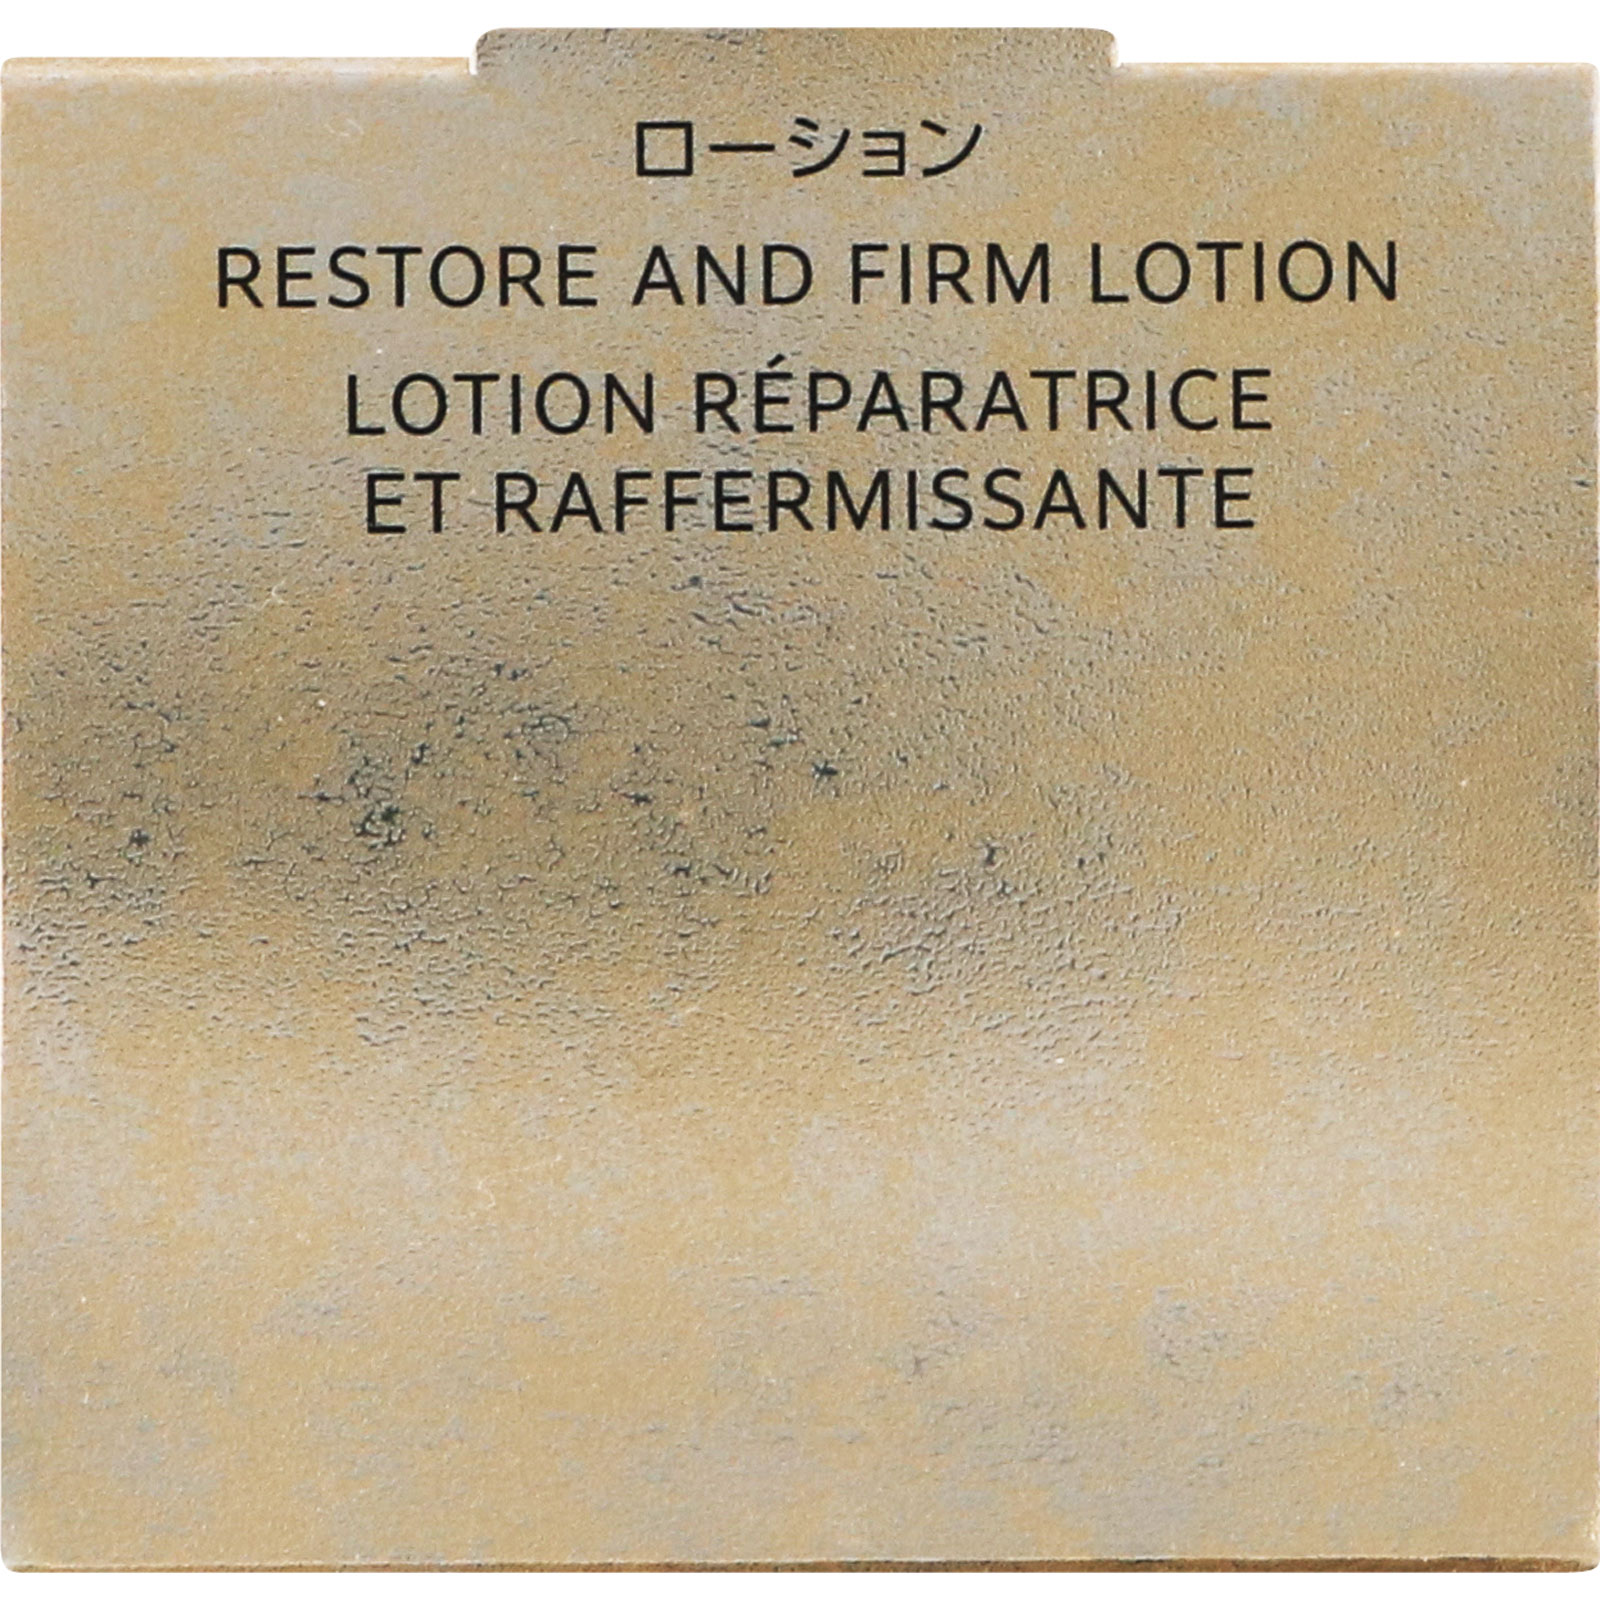 ローション
RESTORE AND FIRM LOTION
LOTION RÉPARATRICE
ET RAFFERMISSANTE